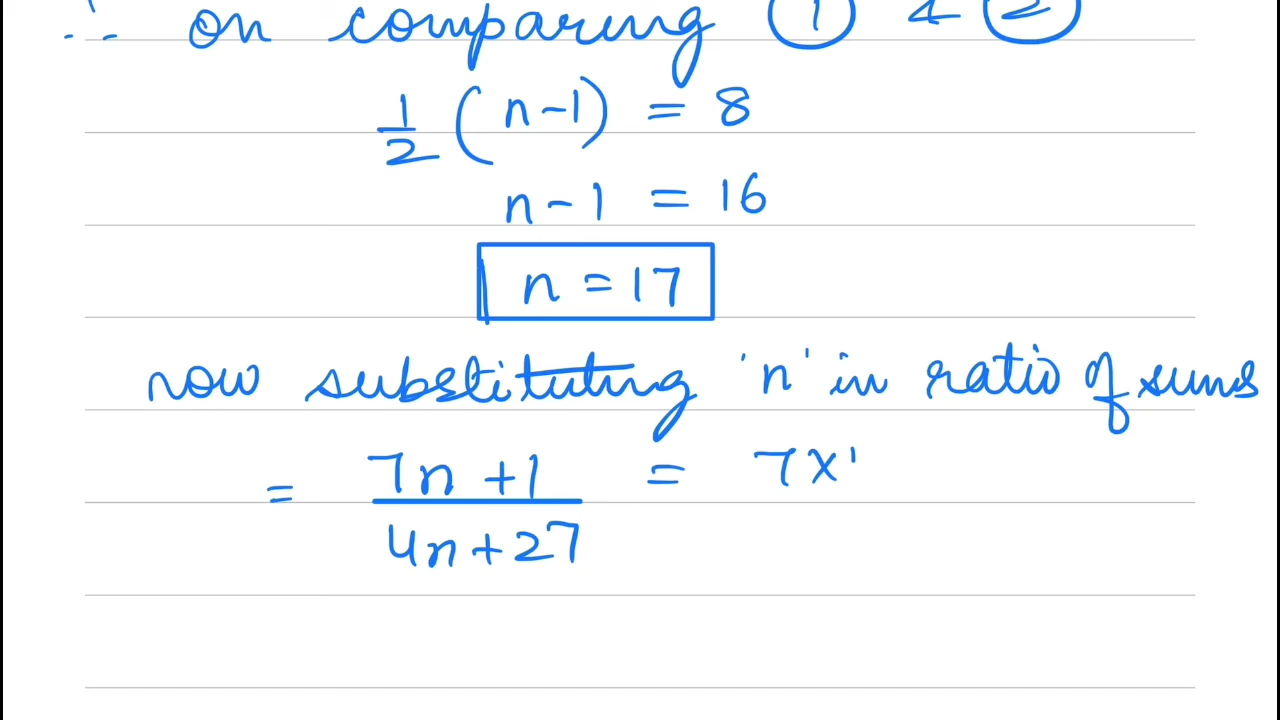 ∴ on comparing ① & ②
1/2 (n-1) = 8
n-1 = 16
n = 17
now substituting 'n' in ratio of sums
= 7n+1 / 4n+27 = 7x'